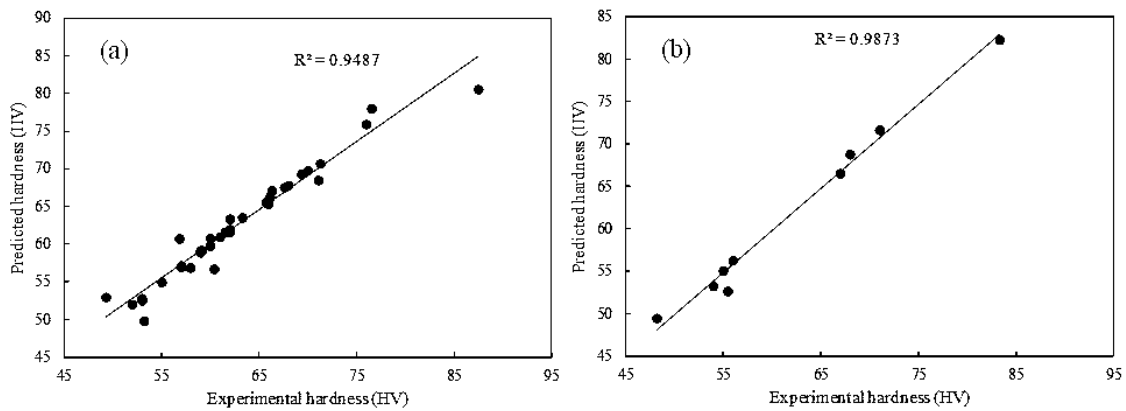 (a)
R² = 0.9487
Predicted hardness (HV)
90
85
80
75
70
65
60
55
50
45
45 55 65 75 85 95
Experimental hardness (HV)
(b)
R² = 0.9873
Predicted hardness (HV)
85
80
75
70
65
60
55
50
45
45 55 65 75 85 95
Experimental hardness (HV)